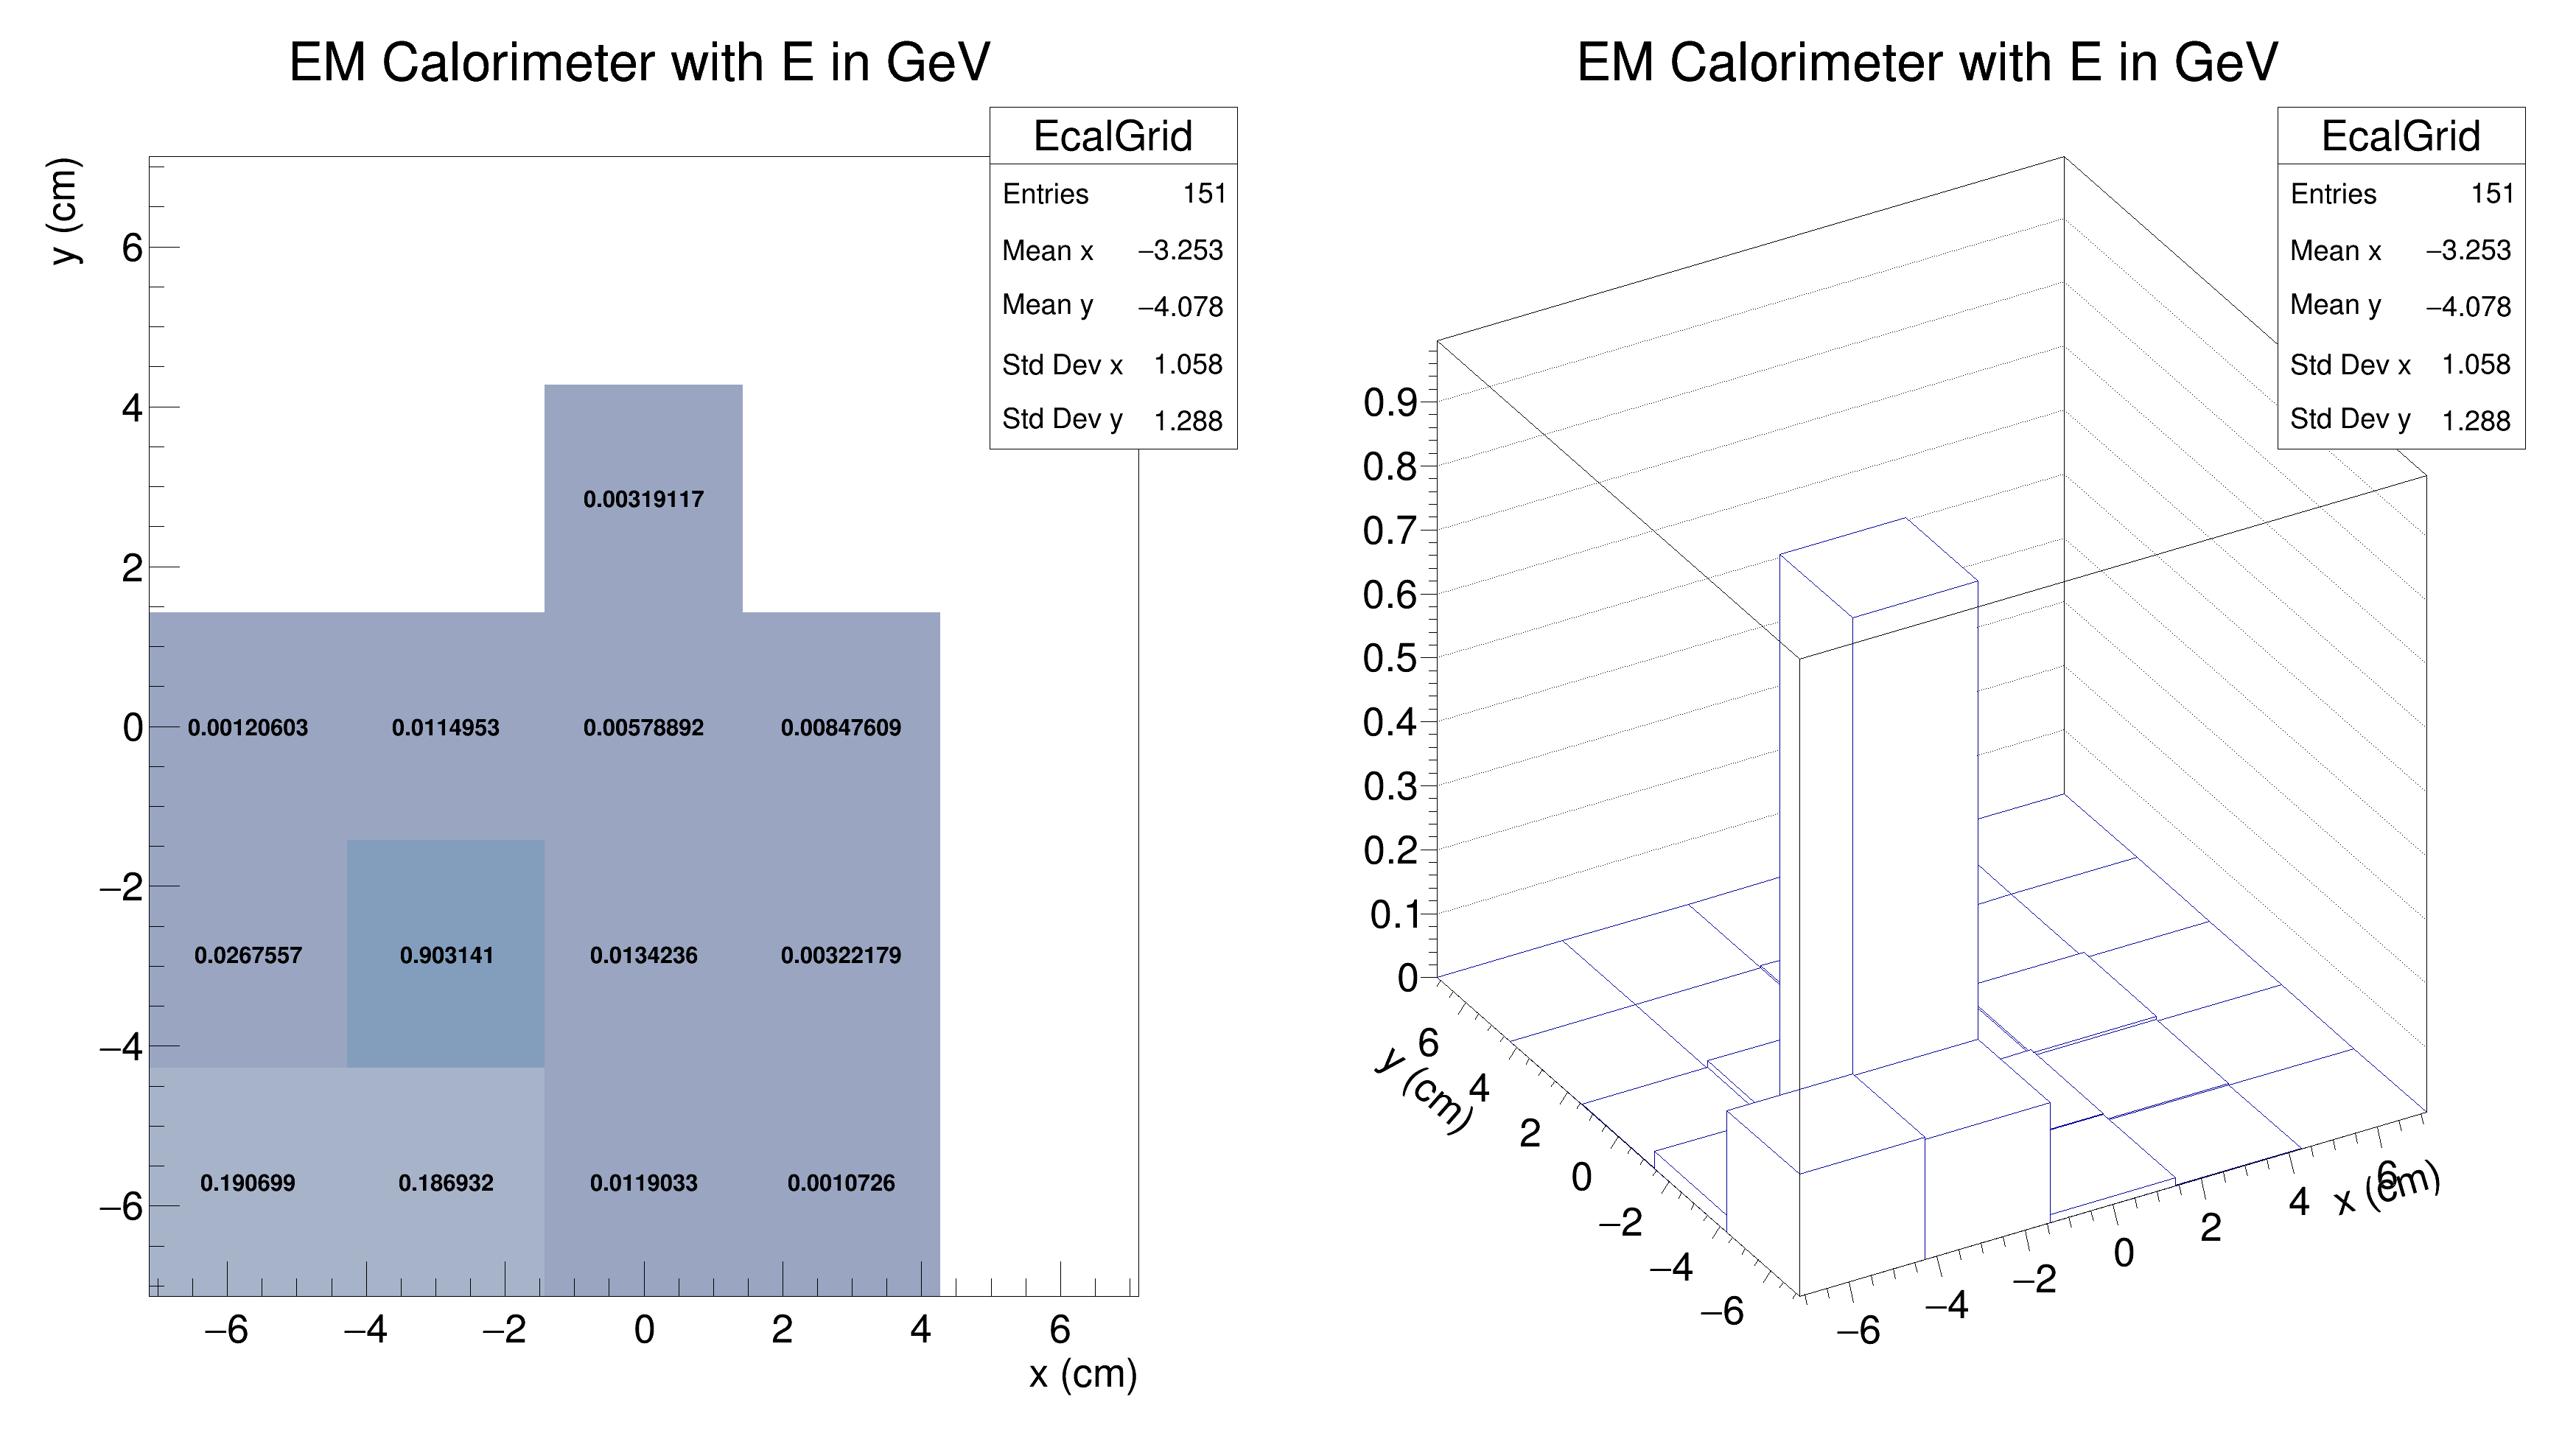 EM Calorimeter with E in GeV
EcalGrid
Entries 151
Mean x −3.253
Mean y −4.078
Std Dev x 1.058
Std Dev y 1.288
y (cm)
6
4
2
0
−2
−4
−6
0.00319117
0.00120603 0.0114953 0.00578892 0.00847609
0.0267557 0.903141 0.0134236 0.00322179
0.190699 0.186932 0.0119033 0.0010726
−6 −4 −2 0 2 4 6
x (cm)
EM Calorimeter with E in GeV
EcalGrid
Entries 151
Mean x −3.253
Mean y −4.078
Std Dev x 1.058
Std Dev y 1.288
0.9
0.8
0.7
0.6
0.5
0.4
0.3
0.2
0.1
0
y (cm)
6
4
2
0
−2
−4
−6
−6
−4
−2
0
2
4
6
x (cm)